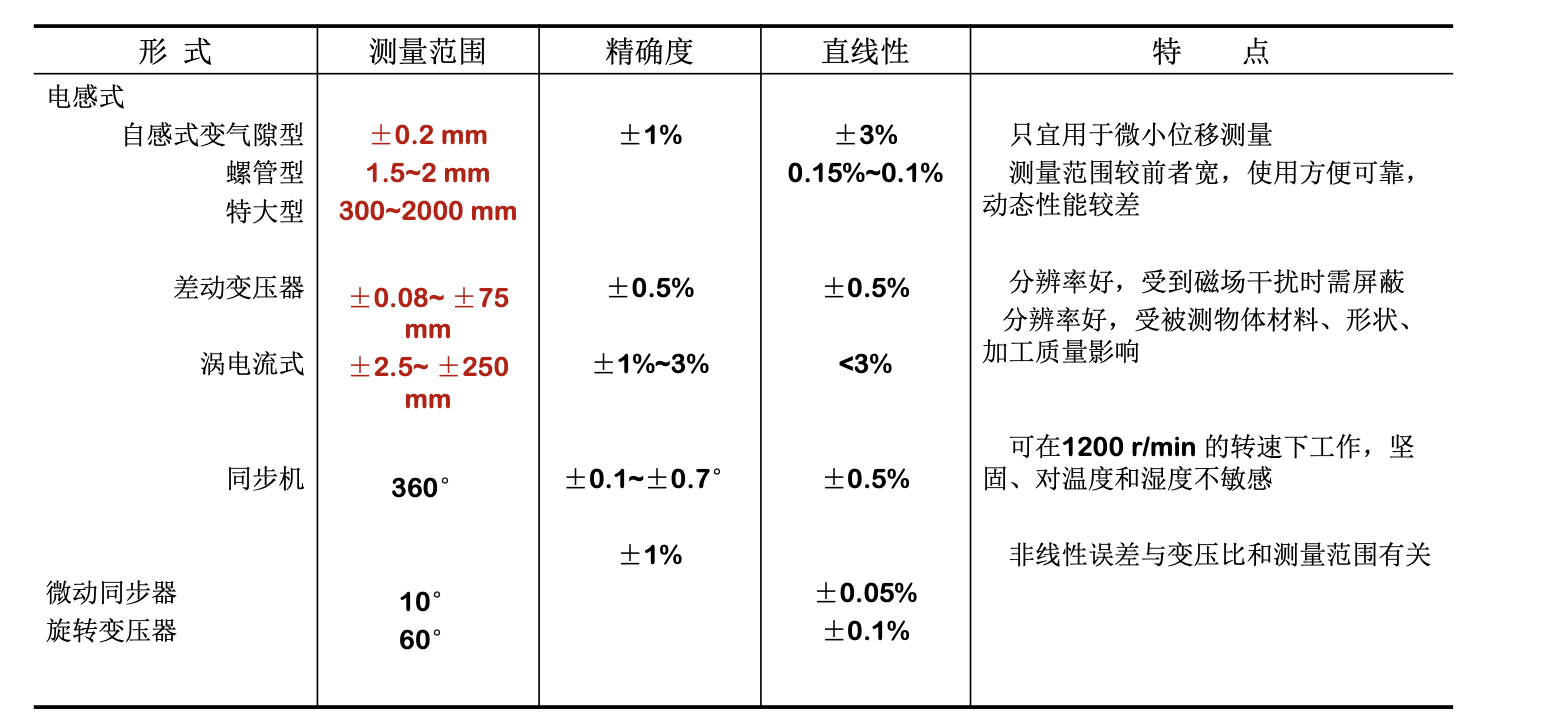 形 式 测量范围 精确度 直线性 特 点
电感式
自感式变气隙型 ±0.2 mm ±1% ±3% 只宜用于微小位移测量
螺管型 1.5~2 mm 0.15%~0.1% 测量范围较前者宽，使用方便可靠，
特大型 300~2000 mm 动态性能较差
差动变压器 ±0.08~ ±75 ±0.5% ±0.5% 分辨率好，受到磁场干扰时需屏蔽
mm 分辨率好，受被测物体材料、形状、
涡电流式 ±2.5~ ±250 ±1%~3% <3% 加工质量影响
mm
可在1200 r/min 的转速下工作，坚
同步机 360° ±0.1~±0.7° ±0.5% 固、对温度和湿度不敏感
±1% 非线性误差与变压比和测量范围有关
微动同步器 10° ±0.05%
旋转变压器 60° ±0.1%